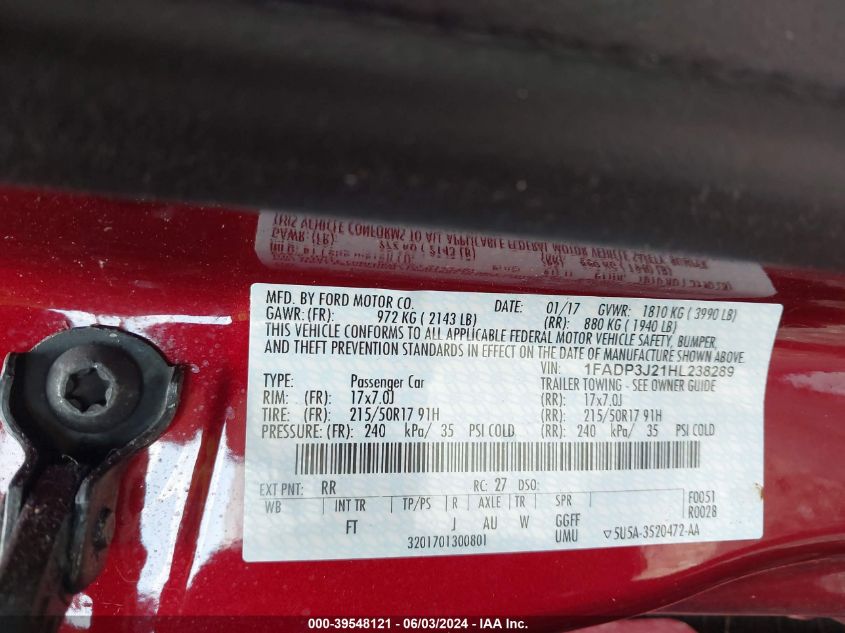 MFD. BY FORD MOTOR CO. DATE: 01/17 GVWR: 1810 KG ( 3990 LB)
GAWR: (FR): 972 KG ( 2143 LB) (RR): 880 KG ( 1940 LB)
THIS VEHICLE CONFORMS TO ALL APPLICABLE FEDERAL MOTOR VEHICLE SAFETY, BUMPER,
AND THEFT PREVENTION STANDARDS IN EFFECT ON THE DATE OF MANUFACTURE SHOWN ABOVE.
VIN: 1FADP3J21HL238289
TYPE: Passenger Car TRAILER TOWING - SEE OWNER GUIDE
RIM: (FR): 17x7.0J (RR): 17x7.0J
TIRE: (FR): 215/50R17 91H (RR): 215/50R17 91H
PRESSURE: (FR): 240 kPa/ 35 PSI COLD (RR): 240 kPa/ 35 PSI COLD
EXT PNT: RR RC: 27 DSO:
WB INT TR TP/PS R AXLE TR SPR F0051
R0028
FT J AU W GGFF
UMU
3201701300801 ▽5U5A-3520472-AA
000-39548121 - 06/03/2024 - IAA Inc.